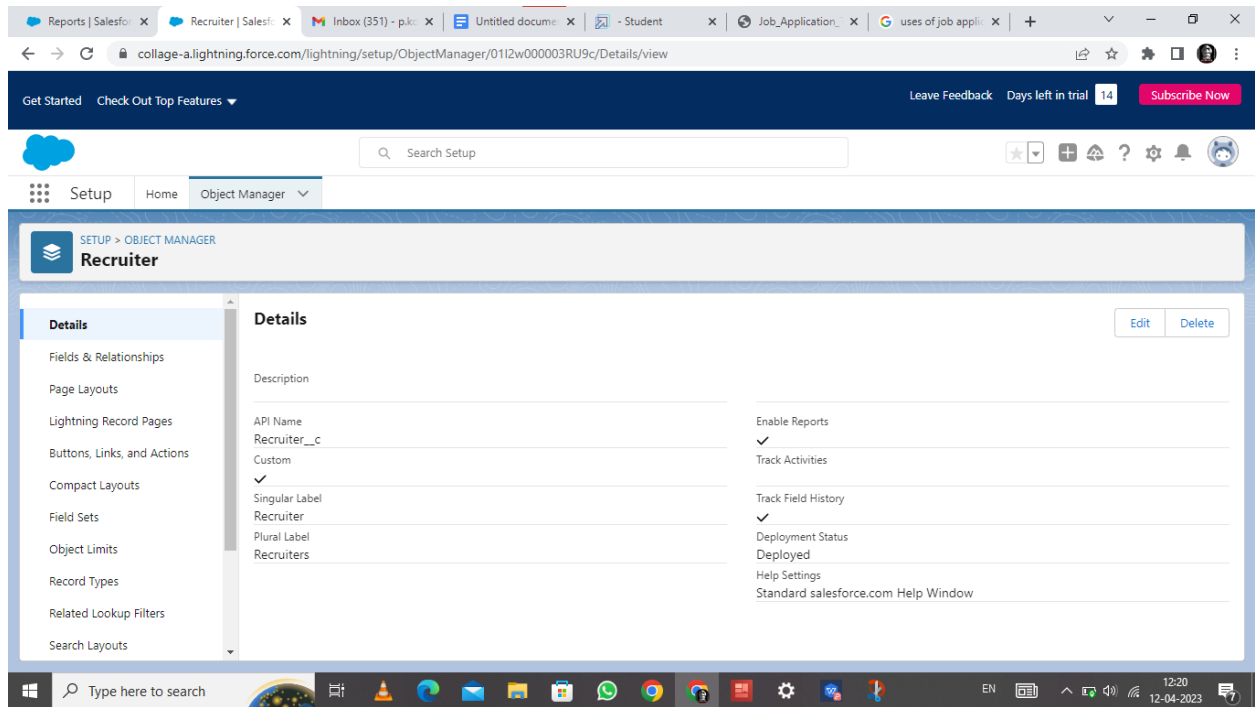 Reports | Salesfor
Recruiter | Salesfo
Inbox (351) - p.ko
Untitled documen
- Student
Job_Application_
uses of job applic
collage-a.lightning.force.com/lightning/setup/ObjectManager/01I2w000003RU9c/Details/view
Get Started Check Out Top Features
Leave Feedback Days left in trial 14 Subscribe Now
Search Setup
Setup Home Object Manager
SETUP > OBJECT MANAGER
Recruiter
Details
Fields & Relationships
Page Layouts
Lightning Record Pages
Buttons, Links, and Actions
Compact Layouts
Field Sets
Object Limits
Record Types
Related Lookup Filters
Search Layouts
Details
Edit Delete
Description
API Name
Recruiter__c
Custom
Singular Label
Recruiter
Plural Label
Recruiters
Enable Reports
Track Activities
Track Field History
Deployment Status
Deployed
Help Settings
Standard salesforce.com Help Window
Type here to search
EN
12:20
12-04-2023
7